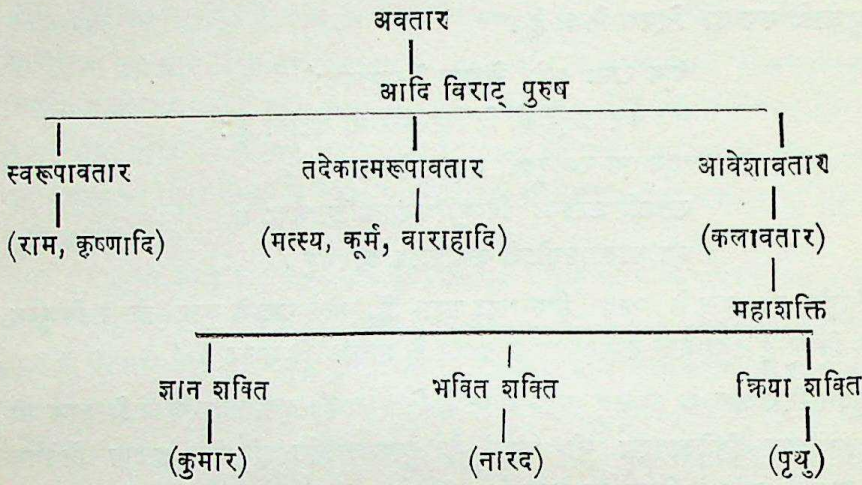 अवतार
आदि विराट् पुरुष
स्वरूपावतार तदेकात्मरूपावतार आवेशावतार
(राम, कृष्णादि) (मत्स्य, कूर्म, वाराहादि) (कलावतार)
महाशक्ति
ज्ञान शक्ति भक्ति शक्ति क्रिया शक्ति
(कुमार) (नारद) (पृथु)